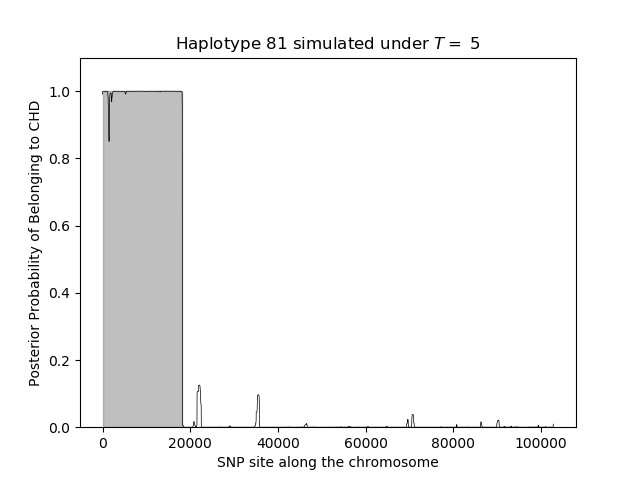 Haplotype 81 simulated under T = 5
Posterior Probability of Belonging to CHD
1.0
0.8
0.6
0.4
0.2
0.0
0 20000 40000 60000 80000 100000
SNP site along the chromosome